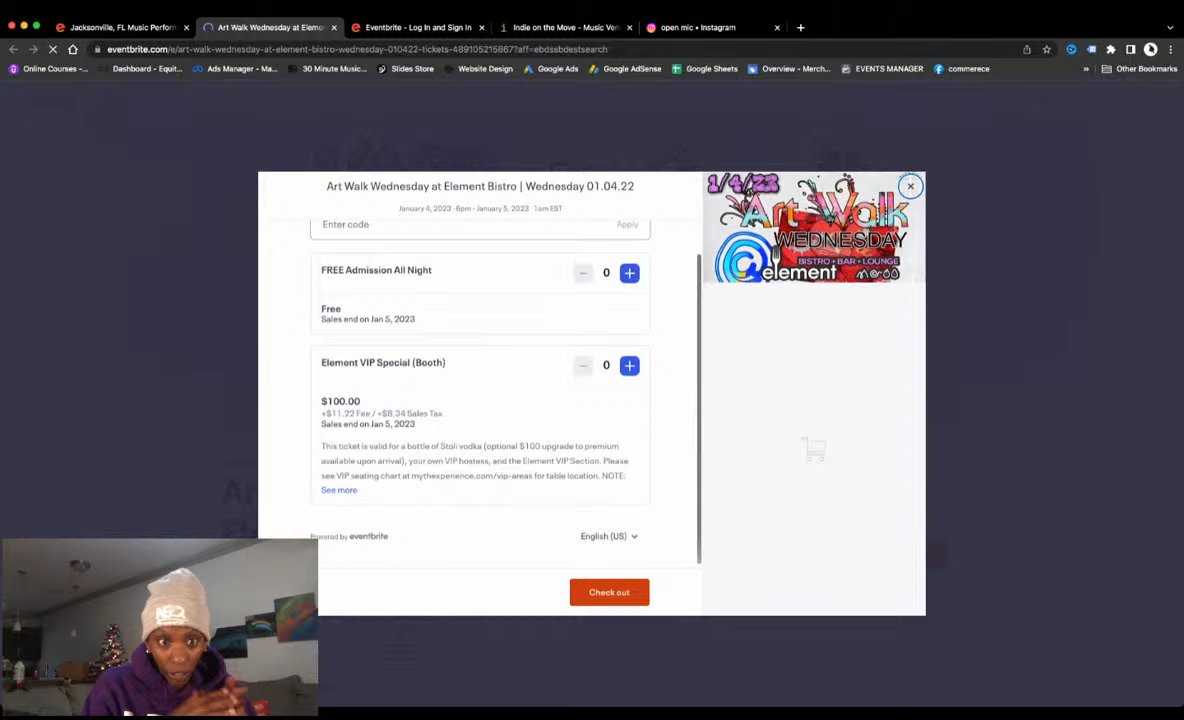 Jacksonville, FL Music Perform
Art Walk Wednesday at Eleme
Eventbrite - Log In and Sign In
Indie on the Move - Music Ven
open mic • Instagram
eventbrite.com/e/art-walk-wednesday-at-element-bistro-wednesday-010422-tickets-489105215867?aff=ebdssbdestsearch
Online Courses -...
Dashboard - Equit...
Ads Manager - Ma...
30 Minute Music...
Slides Store
Website Design
Google Ads
Google AdSense
Google Sheets
Overview - Merch...
EVENTS MANAGER
commerece
»
Other Bookmarks
Art Walk Wednesday at Element Bistro | Wednesday 01.04.22
January 4, 2023 · 6pm - January 5, 2023 · 1am EST
Enter code
Apply
FREE Admission All Night
0
Free
Sales end on Jan 5, 2023
Element VIP Special (Booth)
0
$100.00
+$11.22 Fee / +$8.34 Sales Tax
Sales end on Jan 5, 2023
This ticket is valid for a bottle of Stoli vodka (optional $100 upgrade to premium
available upon arrival), your own VIP hostess, and the Element VIP Section. Please
see VIP seating chart at mythexperience.com/vip-areas for table location. NOTE:
See more
Powered by eventbrite
English (US)
Check out
1/4/23
Art Walk
WEDNESDAY
BISTRO • BAR • LOUNGE
element